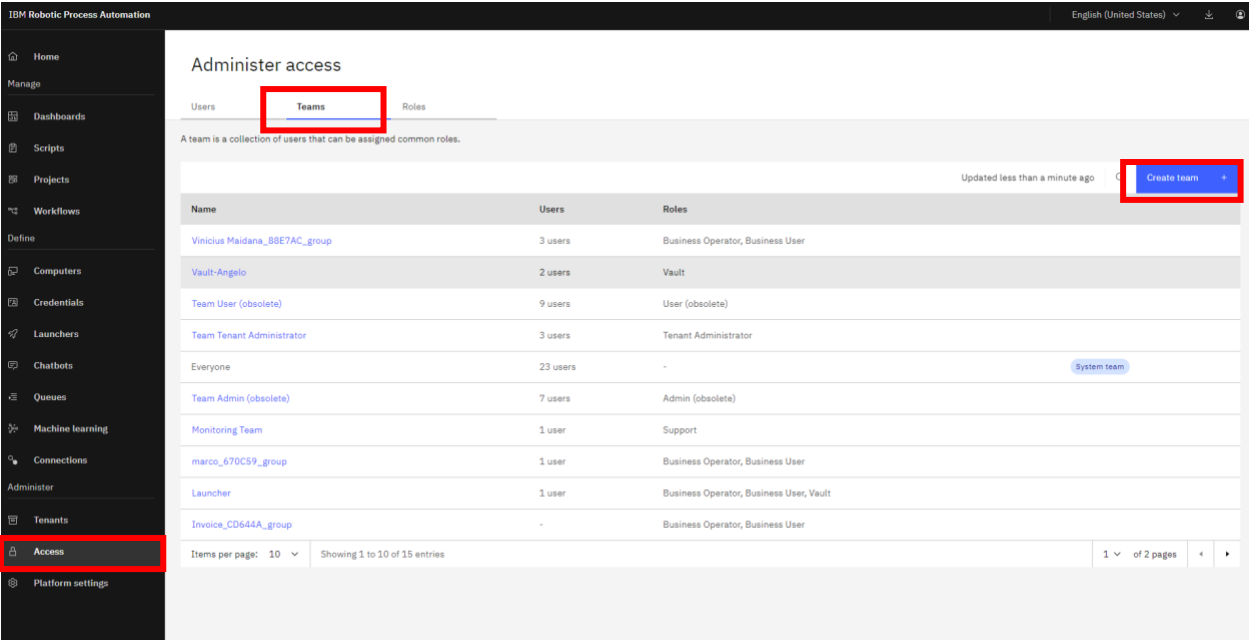 IBM Robotic Process Automation
English (United States)
Home
Manage
Dashboards
Scripts
Projects
Workflows
Define
Computers
Credentials
Launchers
Chatbots
Queues
Machine learning
Connections
Administer
Tenants
Access
Platform settings
Administer access
Users Teams Roles
A team is a collection of users that can be assigned common roles.
Updated less than a minute ago Create team +
Name Users Roles
Vinicius Maidana_88E7AC_group 3 users Business Operator, Business User
Vault-Angelo 2 users Vault
Team User (obsolete) 9 users User (obsolete)
Team Tenant Administrator 3 users Tenant Administrator
Everyone 23 users - System team
Team Admin (obsolete) 7 users Admin (obsolete)
Monitoring Team 1 user Support
marco_670C59_group 1 user Business Operator, Business User
Launcher 1 user Business Operator, Business User, Vault
Invoice_CD644A_group - Business Operator, Business User
Items per page: 10 Showing 1 to 10 of 15 entries 1 of 2 pages